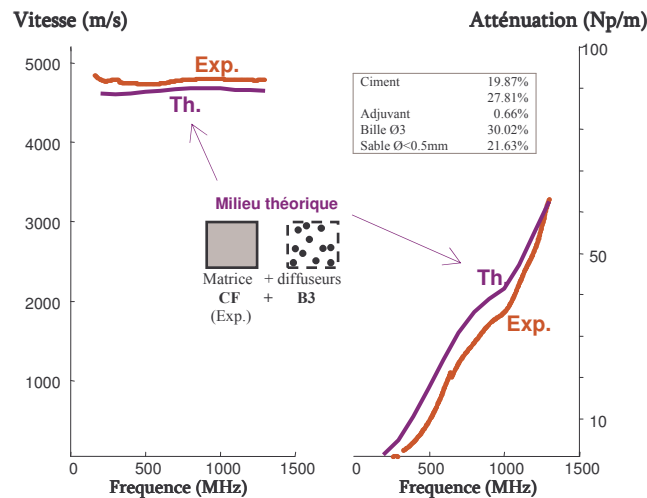 Vitesse (m/s)
Atténuation (Np/m)
5000
4000
3000
2000
1000
Exp.
Th.
Milieu théorique
Matrice + diffuseurs
CF + B3
(Exp.)
0 500 1000 1500
Frequence (MHz)
Ciment 19.87%
27.81%
Adjuvant 0.66%
Bille Ø3 30.02%
Sable Ø<0.5mm 21.63%
100
50
10
Th.
Exp.
0 500 1000 1500
Frequence (MHz)